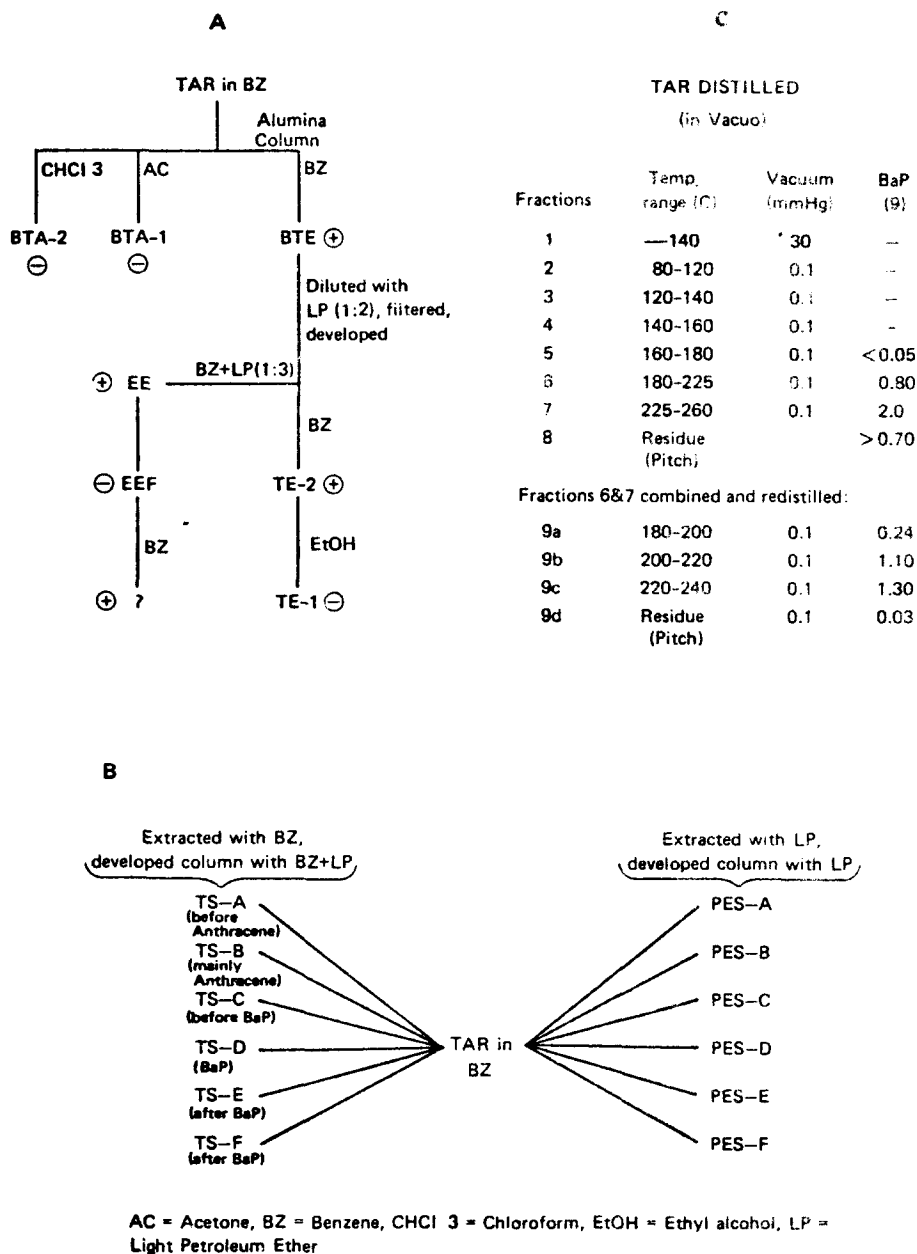 A
TAR in BZ
Alumina
Column
CHCl 3
AC
BZ
BTA-2
BTA-1
BTE ⊕
⊖
⊖
Diluted with
LP (1:2), filtered,
developed
BZ+LP(1:3)
⊕ EE
BZ
⊖ EEF
TE-2 ⊕
BZ
EtOH
⊕ ?
TE-1 ⊖
C
TAR DISTILLED
(in Vacuo)
Fractions Temp. range (C) Vacuum (mmHg) BaP (9)
1 —140 30 –
2 80-120 0.1 –
3 120-140 0.1 –
4 140-160 0.1 -
5 160-180 0.1 <0.05
6 180-225 0.1 0.80
7 225-260 0.1 2.0
8 Residue (Pitch) >0.70
Fractions 6&7 combined and redistilled:
9a 180-200 0.1 0.24
9b 200-220 0.1 1.10
9c 220-240 0.1 1.30
9d Residue (Pitch) 0.1 0.03
B
Extracted with BZ,
developed column with BZ+LP
TS—A
(before
Anthracene)
TS—B
(mainly
Anthracene)
TS—C
(before BaP)
TS—D
(BaP)
TS—E
(after BaP)
TS—F
(after BaP)
TAR in
BZ
Extracted with LP,
developed column with LP
PES—A
PES—B
PES—C
PES—D
PES—E
PES—F
AC = Acetone, BZ = Benzene, CHCl 3 = Chloroform, EtOH = Ethyl alcohol, LP =
Light Petroleum Ether